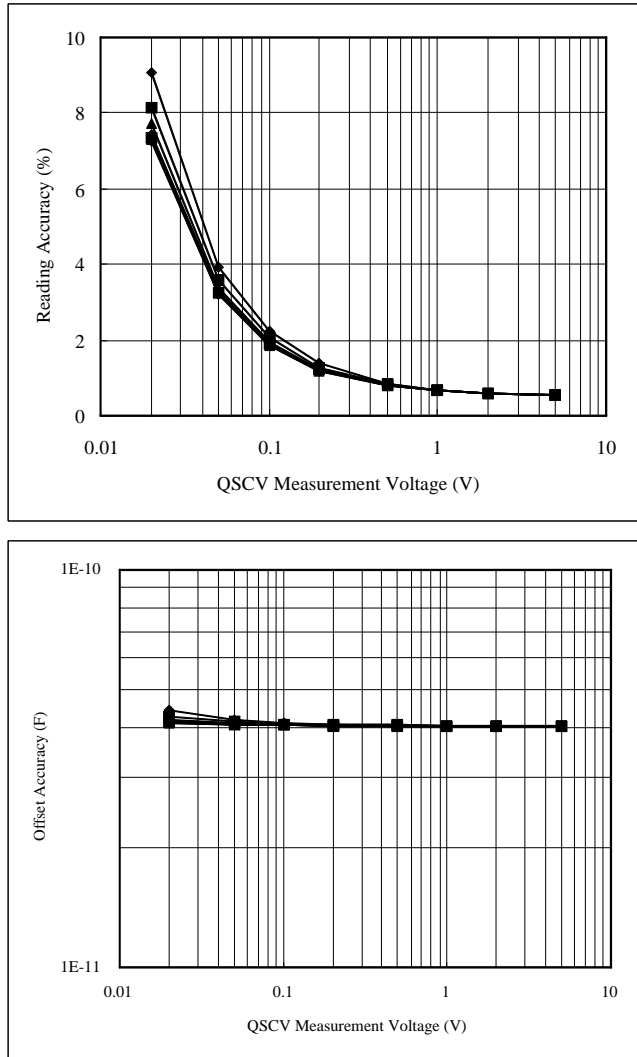 10
8
6
4
2
0
Reading Accuracy (%)
0.01 0.1 1 10
QSCV Measurement Voltage (V)
1E-10
Offset Accuracy (F)
1E-11
0.01 0.1 1 10
QSCV Measurement Voltage (V)